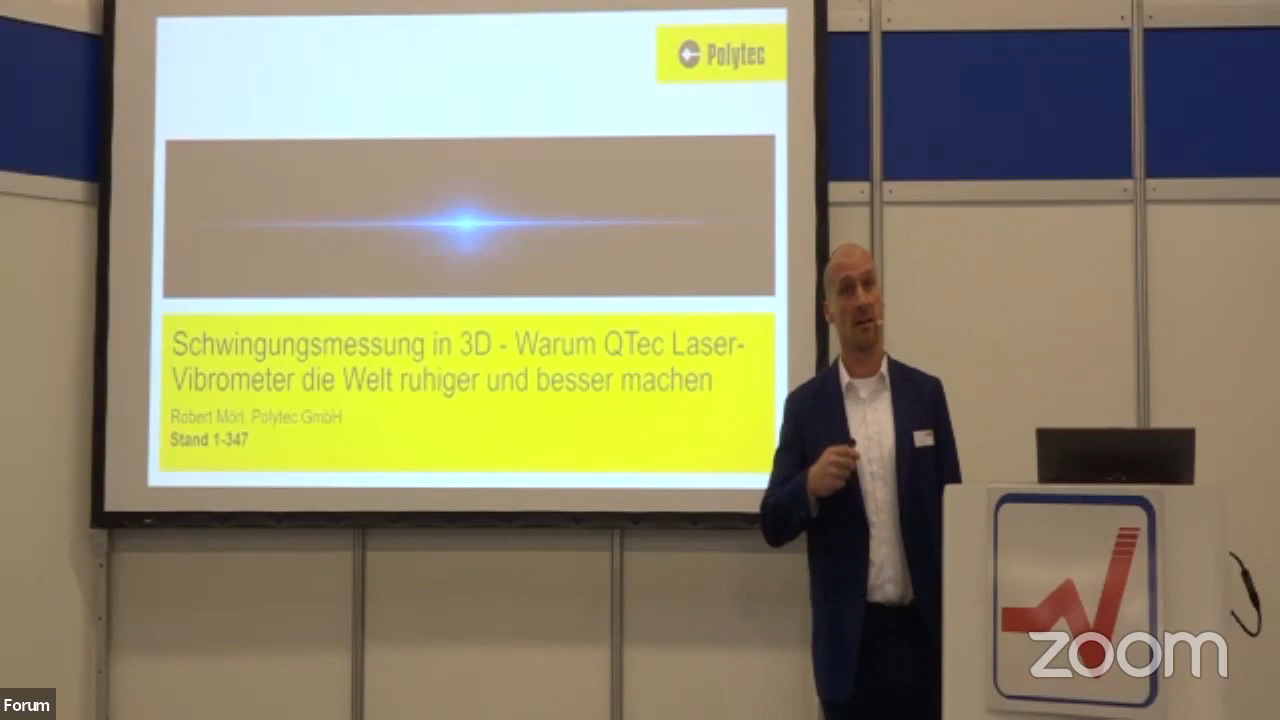 Polytec
Schwingungsmessung in 3D - Warum QTec Laser-
Vibrometer die Welt ruhiger und besser machen
Robert Mörl, Polytec GmbH
Stand 1-347
zoom
Forum